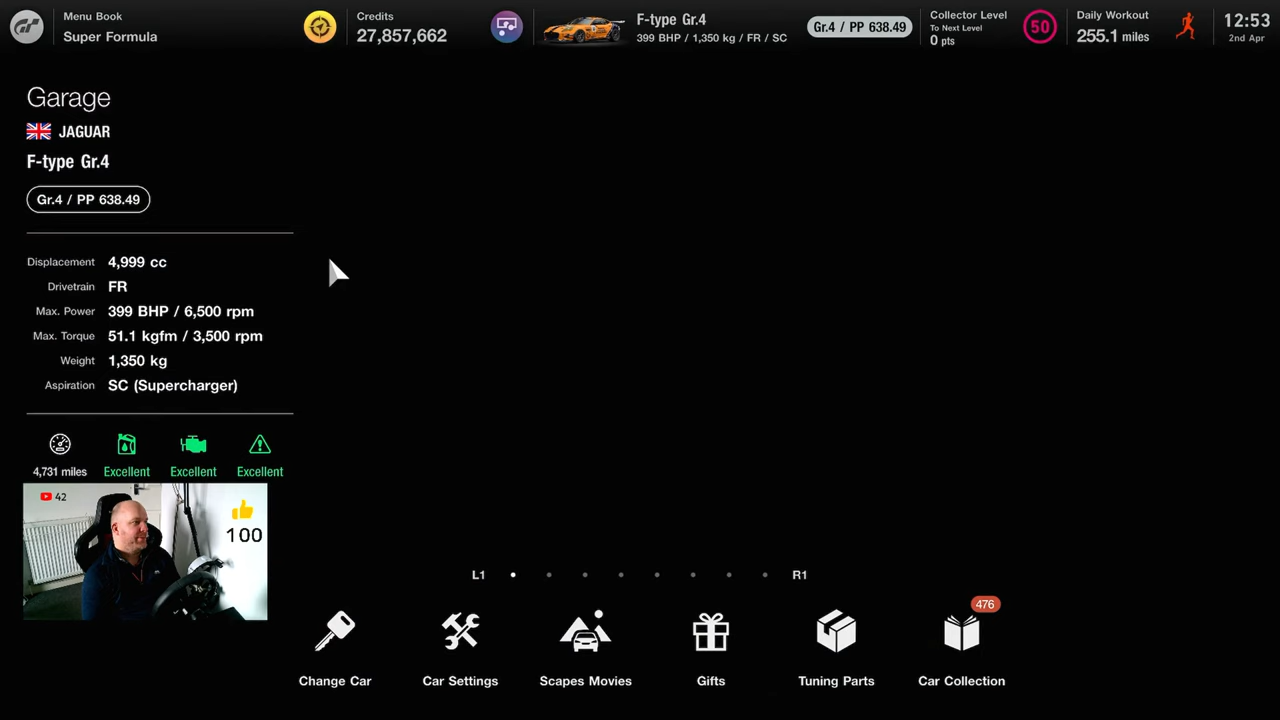 Menu Book
Super Formula
Credits
27,857,662
F-type Gr.4
399 BHP / 1,350 kg / FR / SC
Gr.4 / PP 638.49
Collector Level
To Next Level
0 pts
50
Daily Workout
255.1 miles
12:53
2nd Apr
Garage
JAGUAR
F-type Gr.4
Gr.4 / PP 638.49
Displacement 4,999 cc
Drivetrain FR
Max. Power 399 BHP / 6,500 rpm
Max. Torque 51.1 kgfm / 3,500 rpm
Weight 1,350 kg
Aspiration SC (Supercharger)
4,731 miles Excellent Excellent Excellent
42
100
L1 R1
476
Change Car Car Settings Scapes Movies Gifts Tuning Parts Car Collection